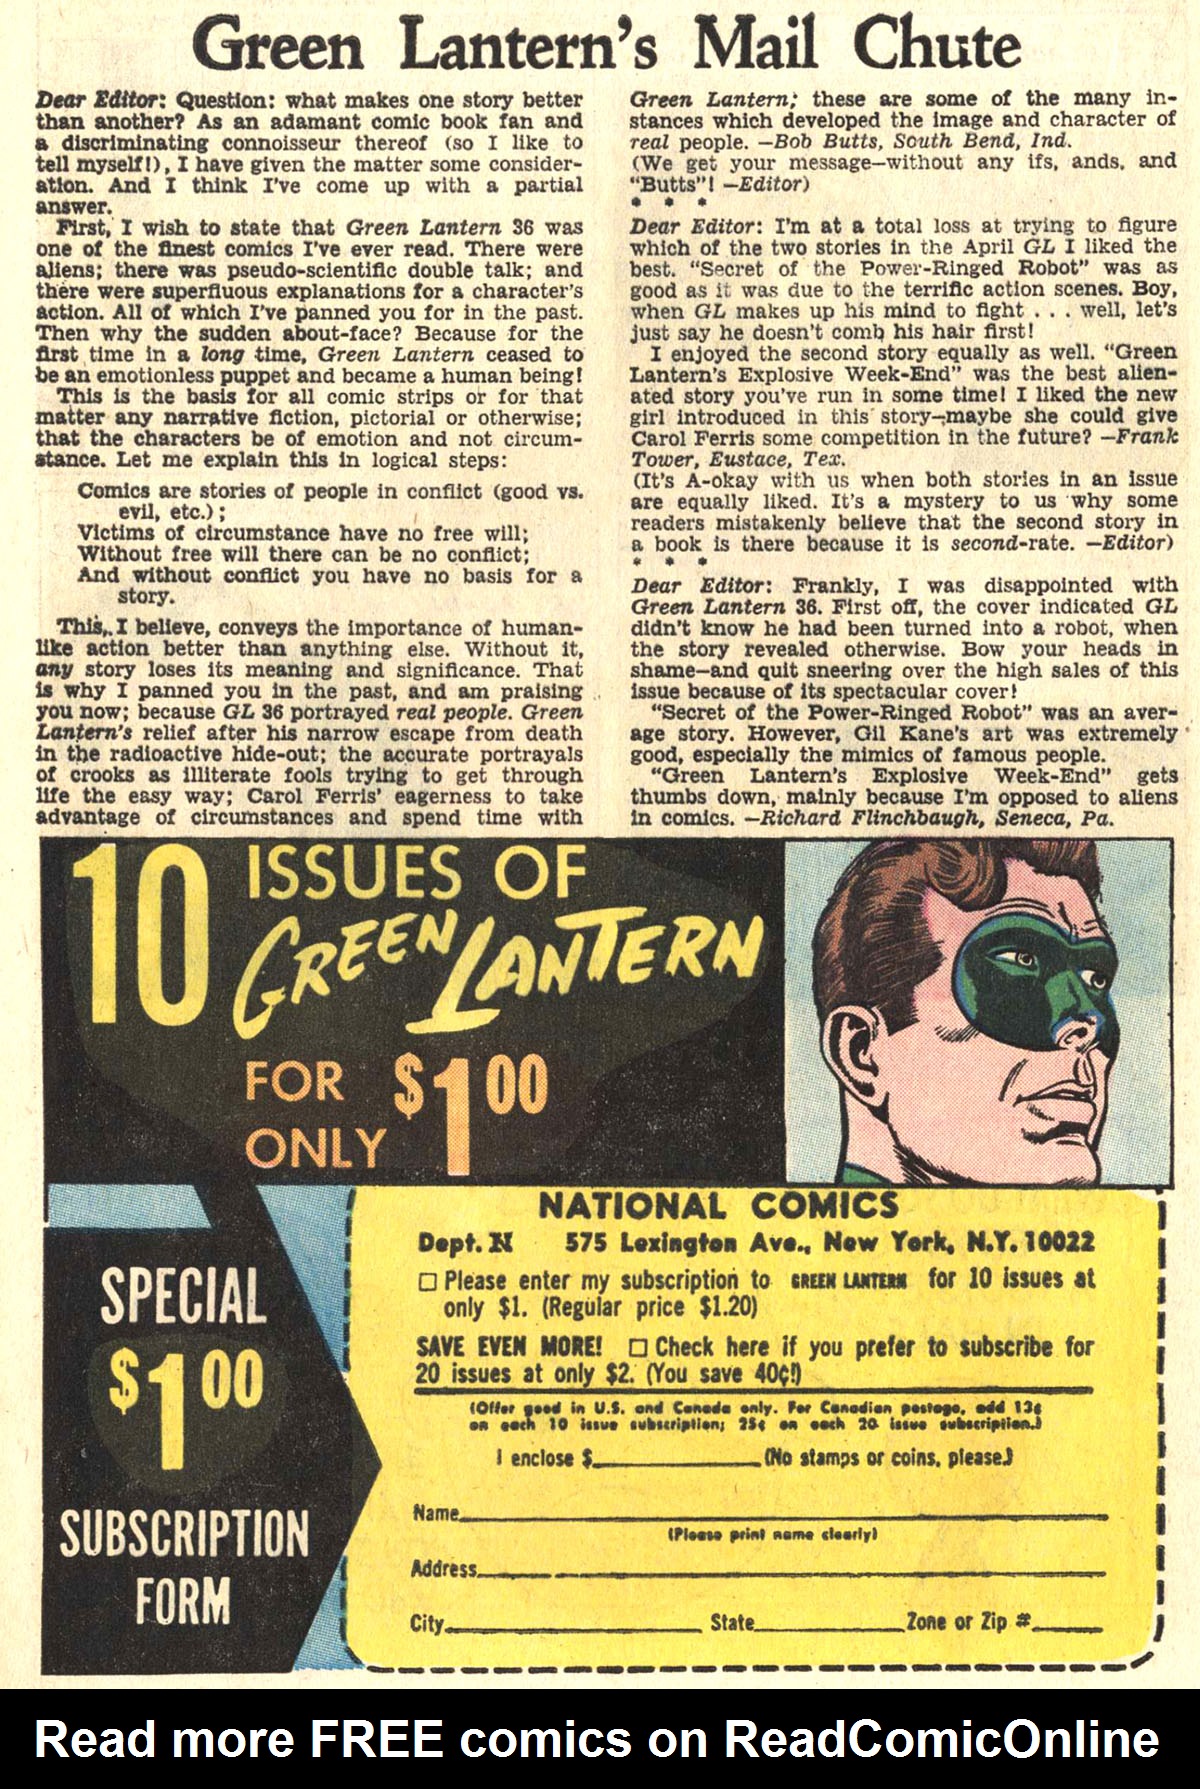 Green Lantern's Mail Chute
Dear Editor: Question: what makes one story better
than another? As an adamant comic book fan and
a discriminating connoisseur thereof (so I like to
tell myself!), I have given the matter some consider-
ation. And I think I've come up with a partial
answer.
First, I wish to state that Green Lantern 36 was
one of the finest comics I've ever read. There were
aliens; there was pseudo-scientific double talk; and
there were superfluous explanations for a character's
action. All of which I've panned you for in the past.
Then why the sudden about-face? Because for the
first time in a long time, Green Lantern ceased to
be an emotionless puppet and became a human being!
This is the basis for all comic strips or for that
matter any narrative fiction, pictorial or otherwise;
that the characters be of emotion and not circum-
stance. Let me explain this in logical steps:
Comics are stories of people in conflict (good vs.
evil, etc.);
Victims of circumstance have no free will;
Without free will there can be no conflict;
And without conflict you have no basis for a
story.
This, I believe, conveys the importance of human-
like action better than anything else. Without it,
any story loses its meaning and significance. That
is why I panned you in the past, and am praising
you now; because GL 36 portrayed real people. Green
Lantern's relief after his narrow escape from death
in the radioactive hide-out; the accurate portrayals
of crooks as illiterate fools trying to get through
life the easy way; Carol Ferris' eagerness to take
advantage of circumstances and spend time with
Green Lantern; these are some of the many in-
stances which developed the image and character of
real people. —Bob Butts, South Bend, Ind.
(We get your message—without any ifs, ands, and
"Butts"! —Editor)
* * *
Dear Editor: I'm at a total loss at trying to figure
which of the two stories in the April GL I liked the
best. "Secret of the Power-Ringed Robot" was as
good as it was due to the terrific action scenes. Boy,
when GL makes up his mind to fight . . . well, let's
just say he doesn't comb his hair first!
I enjoyed the second story equally as well. "Green
Lantern's Explosive Week-End" was the best alien-
ated story you've run in some time! I liked the new
girl introduced in this story—maybe she could give
Carol Ferris some competition in the future? —Frank
Tower, Eustace, Tex.
(It's A-okay with us when both stories in an issue
are equally liked. It's a mystery to us why some
readers mistakenly believe that the second story in
a book is there because it is second-rate. —Editor)
* * *
Dear Editor: Frankly, I was disappointed with
Green Lantern 36. First off, the cover indicated GL
didn't know he had been turned into a robot, when
the story revealed otherwise. Bow your heads in
shame—and quit sneering over the high sales of this
issue because of its spectacular cover!
"Secret of the Power-Ringed Robot" was an aver-
age story. However, Gil Kane's art was extremely
good, especially the mimics of famous people.
"Green Lantern's Explosive Week-End" gets
thumbs down, mainly because I'm opposed to aliens
in comics. —Richard Flinchbaugh, Seneca, Pa.
10 ISSUES OF
GREEN LANTERN
FOR
ONLY $1.00
SPECIAL
$1.00
SUBSCRIPTION
FORM
NATIONAL COMICS
Dept. N 575 Lexington Ave., New York, N.Y. 10022
□ Please enter my subscription to GREEN LANTERN for 10 issues at
only $1. (Regular price $1.20)
SAVE EVEN MORE! □ Check here if you prefer to subscribe for
20 issues at only $2. (You save 40¢!)
(Offer good in U.S. and Canada only. For Canadian postage, add 13¢
on each 10 issue subscription; 25¢ on each 20 issue subscription.)
I enclose $____________(No stamps or coins, please.)
Name____________
(Please print name clearly)
Address____________
City____________State____________Zone or Zip #____________
Read more FREE comics on ReadComicOnline